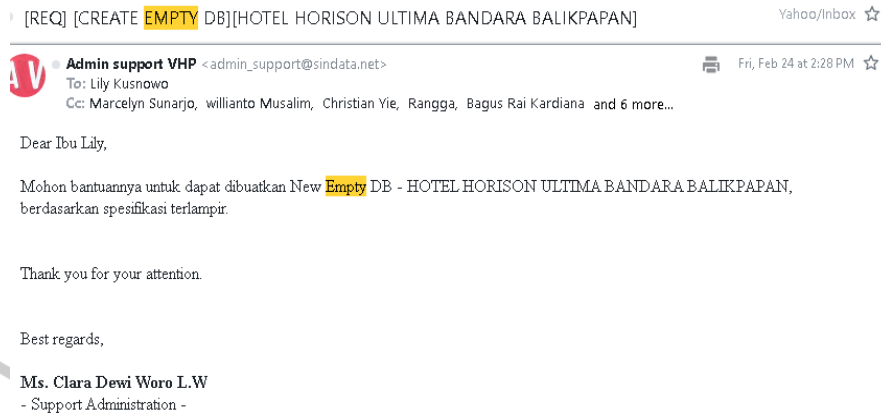 [REQ] [CREATE EMPTY DB][HOTEL HORISON ULTIMA BANDARA BALIKPAPAN]
Yahoo/Inbox
AV
Admin support VHP <admin_support@sindata.net>
Fri, Feb 24 at 2:28 PM
To: Lily Kusnowo
Cc: Marcelyn Sunarjo, willianto Musalim, Christian Yie, Rangga, Bagus Rai Kardiana and 6 more...
Dear Ibu Lily,
Mohon bantuannya untuk dapat dibuatkan New Empty DB - HOTEL HORISON ULTIMA BANDARA BALIKPAPAN,
berdasarkan spesifikasi terlampir.
Thank you for your attention.
Best regards,
Ms. Clara Dewi Woro L.W
- Support Administration -